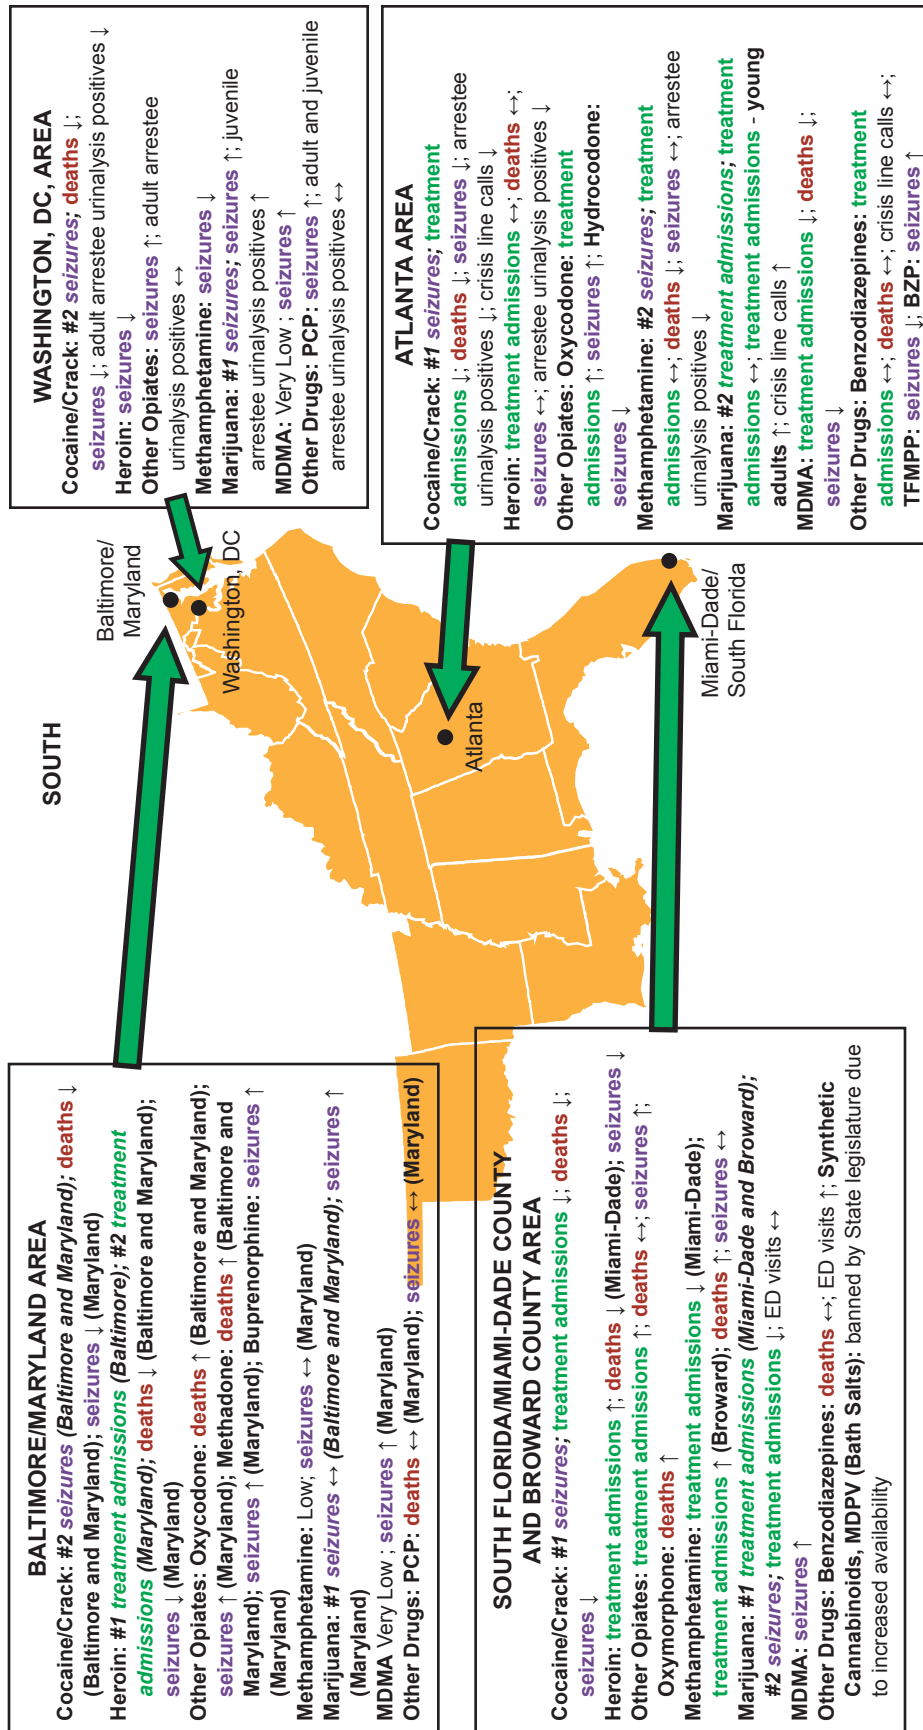 SOUTH
BALTIMORE/MARYLAND AREA
Cocaine/Crack: #2 seizures (Baltimore and Maryland); deaths ↓
(Baltimore and Maryland); seizures ↓ (Maryland)
Heroin: #1 treatment admissions (Baltimore); #2 treatment
admissions (Maryland); deaths ↓ (Baltimore and Maryland);
seizures ↓ (Maryland)
Other Opiates: Oxycodone: deaths ↑ (Baltimore and Maryland);
seizures ↑ (Maryland); Methadone: deaths ↑ (Baltimore and
Maryland); seizures ↑ (Maryland); Buprenorphine: seizures ↑
(Maryland)
Methamphetamine: Low; seizures ↔ (Maryland)
Marijuana: #1 seizures ↔ (Baltimore and Maryland); seizures ↑
(Maryland)
MDMA Very Low ; seizures ↑ (Maryland)
Other Drugs: PCP: deaths ↔ (Maryland); seizures ↔ (Maryland)
Baltimore/
Maryland
Washington, DC
WASHINGTON, DC, AREA
Cocaine/Crack: #2 seizures; deaths ↓;
seizures ↓; adult arrestee urinalysis positives ↓
Heroin: seizures ↓
Other Opiates: seizures ↑; adult arrestee
urinalysis positives ↔
Methamphetamine: seizures ↓
Marijuana: #1 seizures; seizures ↑; juvenile
arrestee urinalysis positives ↑
MDMA: Very Low ; seizures ↑
Other Drugs: PCP: seizures ↑; adult and juvenile
arrestee urinalysis positives ↔
SOUTH FLORIDA/MIAMI-DADE COUNTY
AND BROWARD COUNTY AREA
Cocaine/Crack: #1 seizures; treatment admissions ↓; deaths ↓;
seizures ↓
Heroin: treatment admissions ↑; deaths ↓ (Miami-Dade); seizures ↓
Other Opiates: treatment admissions ↑; deaths ↔; seizures ↑;
Oxymorphone: deaths ↑
Methamphetamine: treatment admissions ↓ (Miami-Dade);
treatment admissions ↑ (Broward); deaths ↑; seizures ↔
Marijuana: #1 treatment admissions (Miami-Dade and Broward);
#2 seizures; treatment admissions ↓; ED visits ↔
MDMA: seizures ↑
Other Drugs: Benzodiazepines: deaths ↔; ED visits ↑; Synthetic
Cannabinoids, MDPV (Bath Salts): banned by State legislature due
to increased availability
Atlanta
Miami-Dade/
South Florida
ATLANTA AREA
Cocaine/Crack: #1 seizures; treatment
admissions ↓; deaths ↓; seizures ↓; arrestee
urinalysis positives ↓; crisis line calls ↓
Heroin: treatment admissions ↔; deaths ↔;
seizures ↔; arrestee urinalysis positives ↓
Other Opiates: Oxycodone: treatment
admissions ↑; seizures ↑; Hydrocodone:
seizures ↓
Methamphetamine: #2 seizures; treatment
admissions ↔; deaths ↓; seizures ↔; arrestee
urinalysis positives ↓
Marijuana: #2 treatment admissions; treatment
admissions ↔; treatment admissions - young
adults ↑; crisis line calls ↑
MDMA: treatment admissions ↓; deaths ↓;
seizures ↓
Other Drugs: Benzodiazepines: treatment
admissions ↔; deaths ↔; crisis line calls ↔;
TFMPP: seizures ↓; BZP: seizures ↑